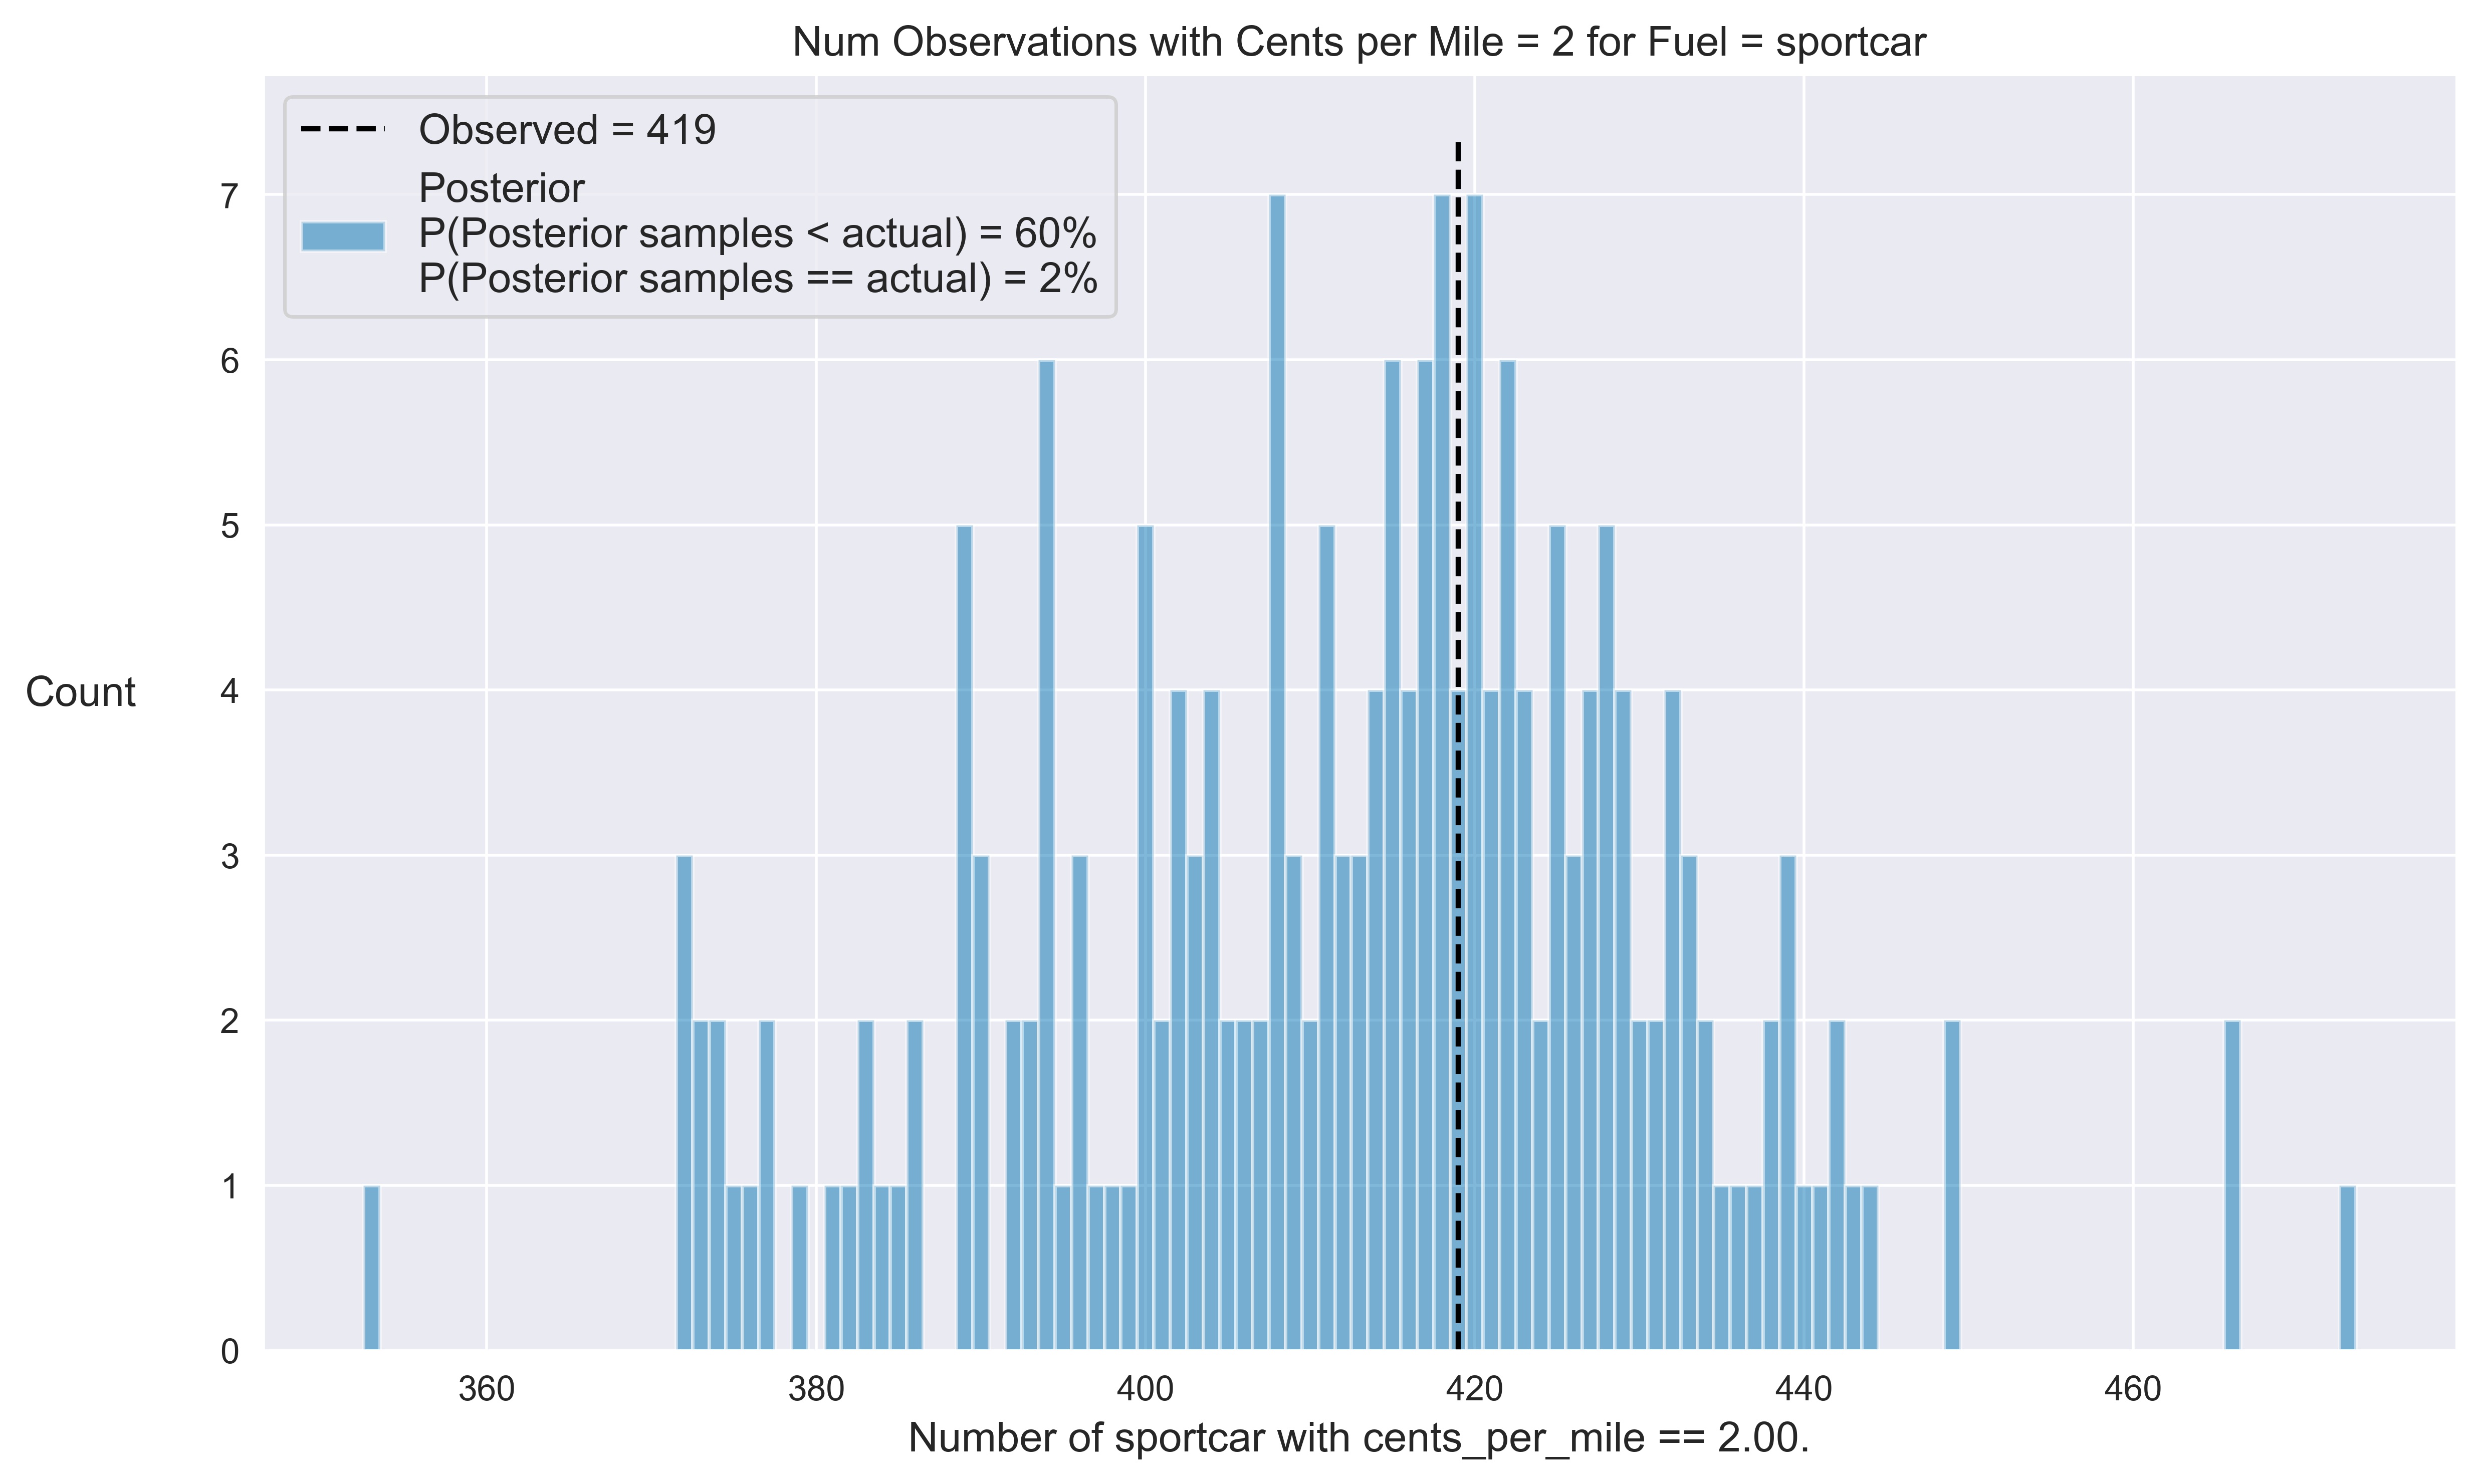 Num Observations with Cents per Mile = 2 for Fuel = sportcar
Observed = 419
Posterior
P(Posterior samples < actual) = 60%
P(Posterior samples == actual) = 2%
7
6
5
4
3
2
1
0
Count
360
380
400
420
440
460
Number of sportcar with cents_per_mile == 2.00.